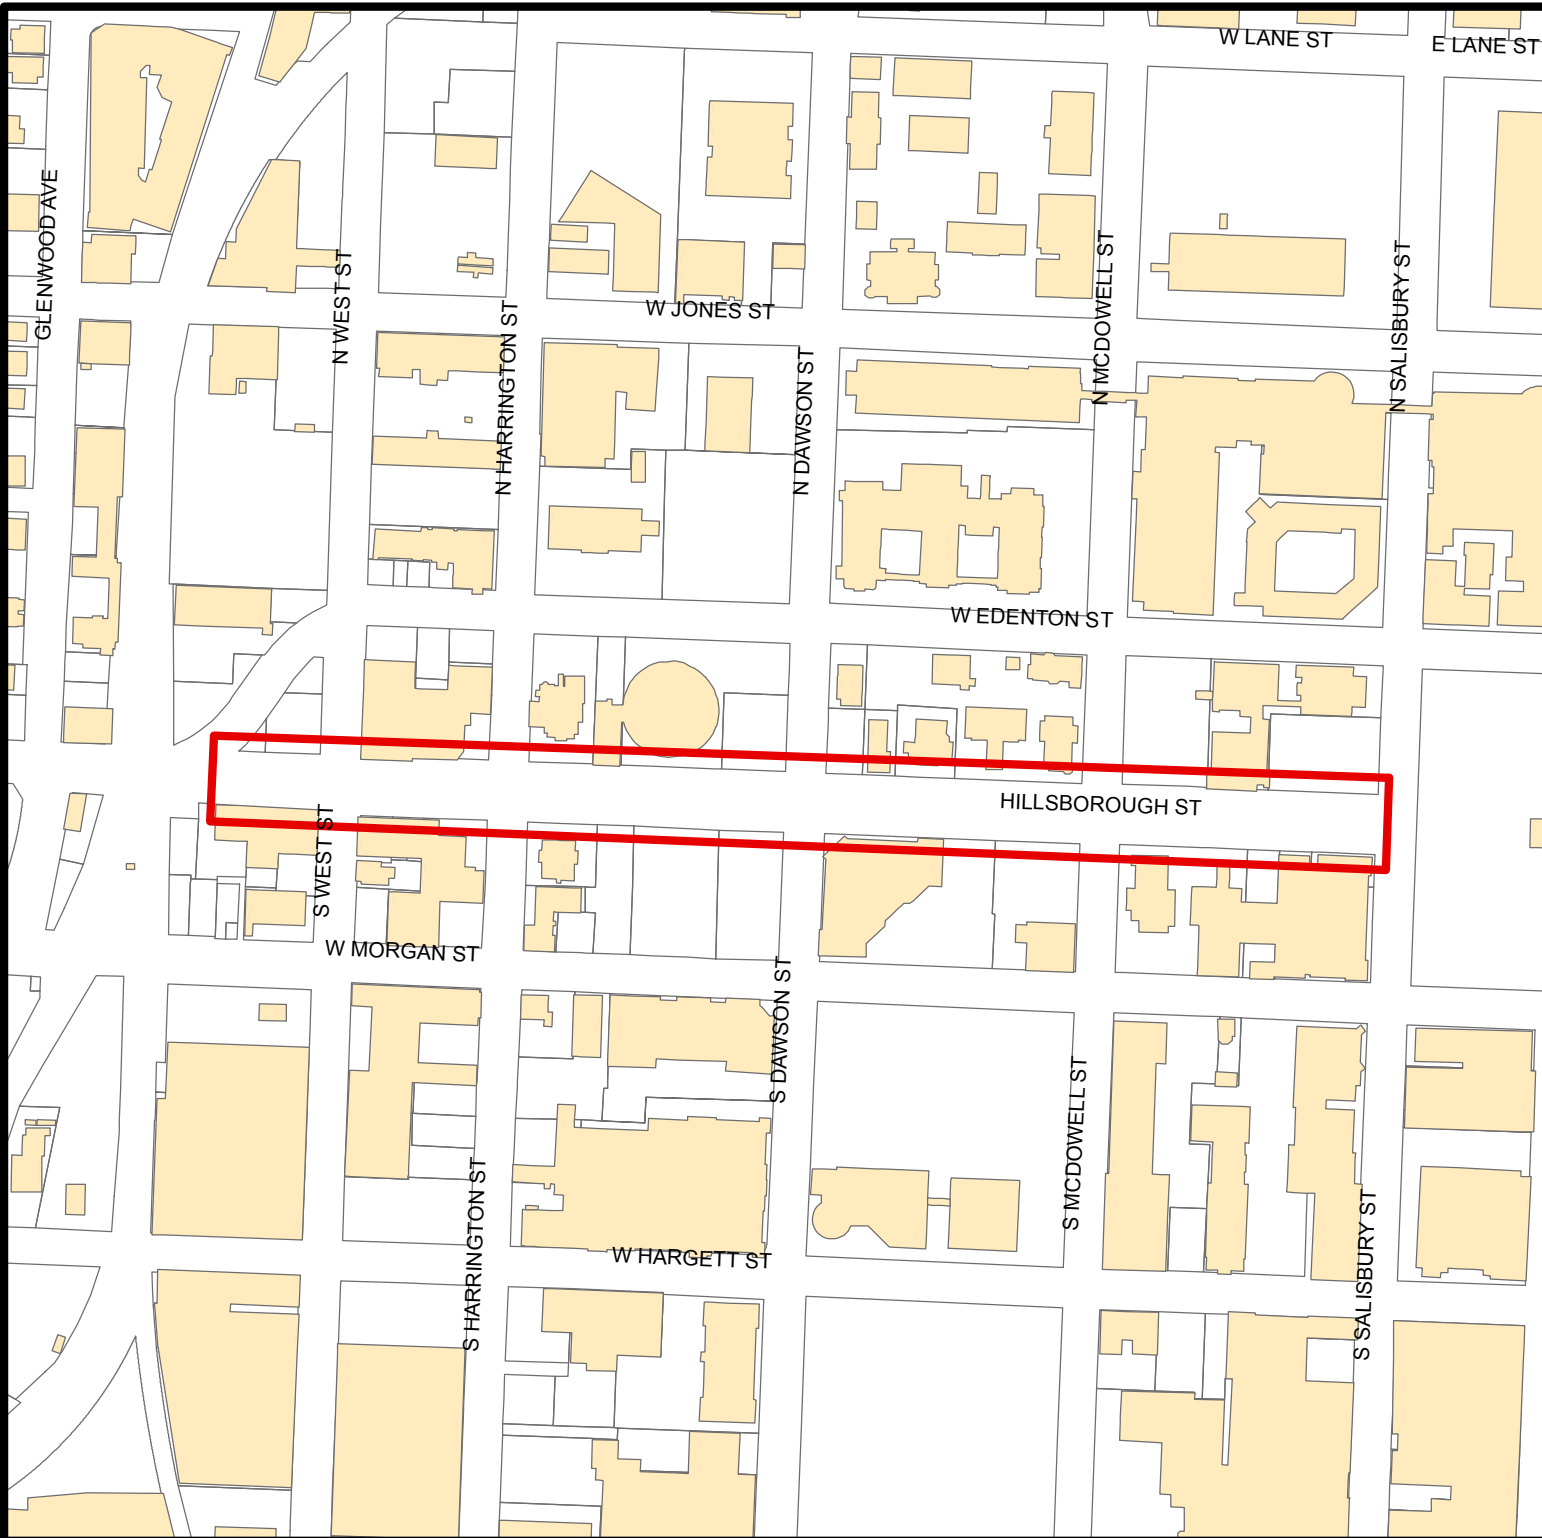 W LANE ST
E LANE ST
GLENWOOD AVE
N WEST ST
N MCDOWELL ST
N SALISBURY ST
W JONES ST
N HARRINGTON ST
N DAWSON ST
W EDENTON ST
HILLSBOROUGH ST
S WEST ST
W MORGAN ST
S DAWSON ST
S MCDOWELL ST
S HARRINGTON ST
S SALISBURY ST
W HARGETT ST